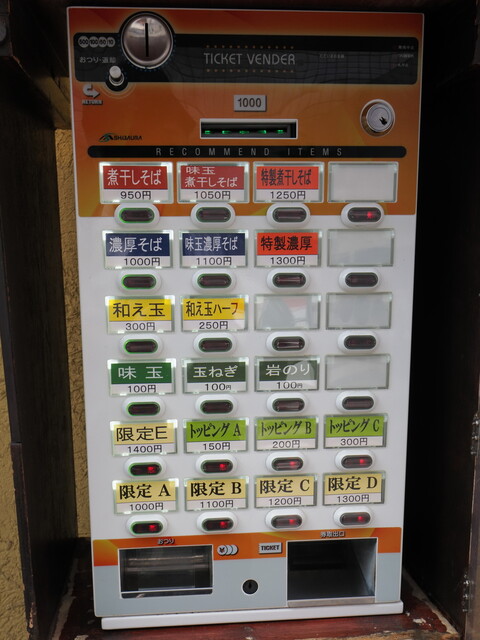 TICKET VENDER
おつり・返却
RETURN
1000
SHIBAURA
RECOMMEND ITEMS
煮干しそば
950円
味玉
煮干しそば
1050円
特製煮干しそば
1250円
濃厚そば
1000円
味玉濃厚そば
1100円
特製濃厚
1300円
和え玉
300円
和え玉ハーフ
250円
味玉
100円
玉ねぎ
100円
岩のり
100円
限定E
1400円
トッピングA
150円
トッピングB
200円
トッピングC
300円
限定A
1000円
限定B
1100円
限定C
1200円
限定D
1300円
おつり
TICKET
券取出口